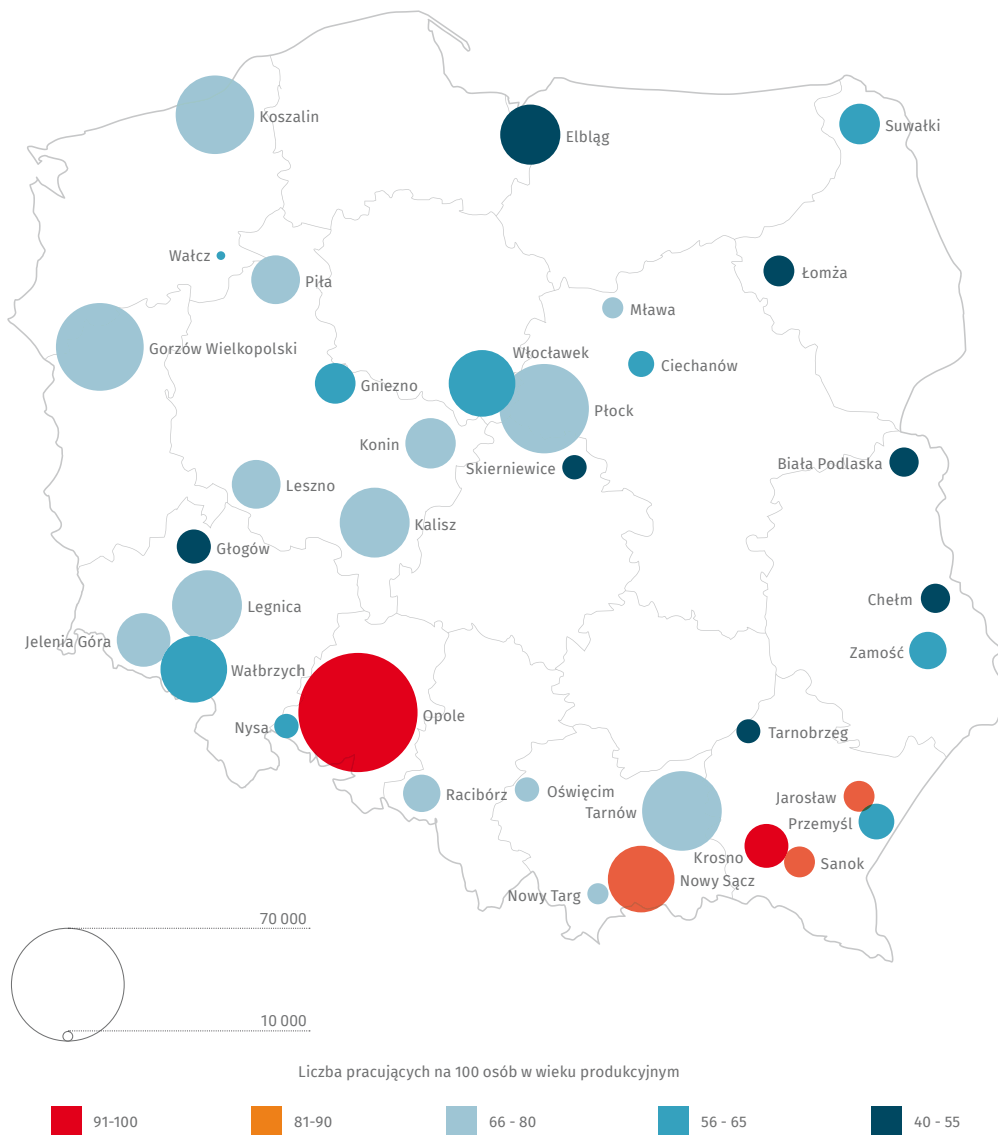 Koszalin
Elbląg
Suwałki
Wałcz
Piła
Łomża
Mława
Gorzów Wielkopolski
Włocławek
Ciechanów
Gniezno
Płock
Konin
Skierniewice
Biała Podlaska
Leszno
Kalisz
Głogów
Chełm
Legnica
Jelenia Góra
Zamość
Wałbrzych
Opole
Nysa
Tarnobrzeg
Racibórz
Oświęcim
Jarosław
Tarnów
Przemyśl
Krosno
Sanok
Nowy Sącz
Nowy Targ
70 000
10 000
Liczba pracujących na 100 osób w wieku produkcyjnym
91-100 81-90 66 - 80 56 - 65 40 - 55